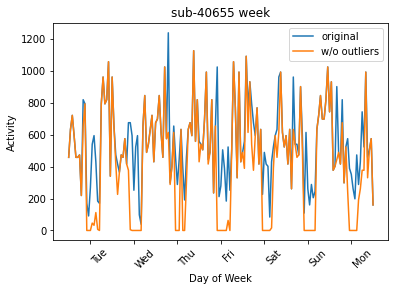 sub-40655 week
original
w/o outliers
1200
1000
800
600
400
200
0
Activity
Tue
Wed
Thu
Fri
Sat
Sun
Mon
Day of Week